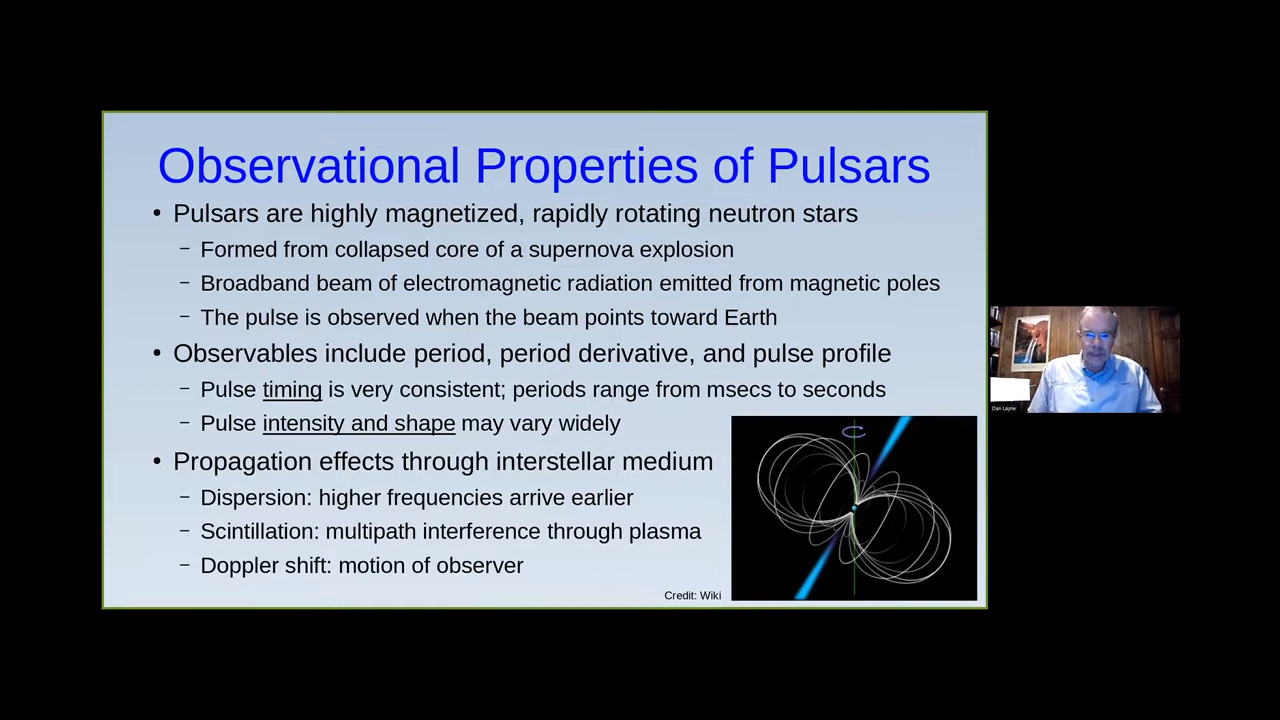 Observational Properties of Pulsars
• Pulsars are highly magnetized, rapidly rotating neutron stars
– Formed from collapsed core of a supernova explosion
– Broadband beam of electromagnetic radiation emitted from magnetic poles
– The pulse is observed when the beam points toward Earth
• Observables include period, period derivative, and pulse profile
– Pulse timing is very consistent; periods range from msecs to seconds
– Pulse intensity and shape may vary widely
• Propagation effects through interstellar medium
– Dispersion: higher frequencies arrive earlier
– Scintillation: multipath interference through plasma
– Doppler shift: motion of observer
Credit: Wiki
Dan Layne